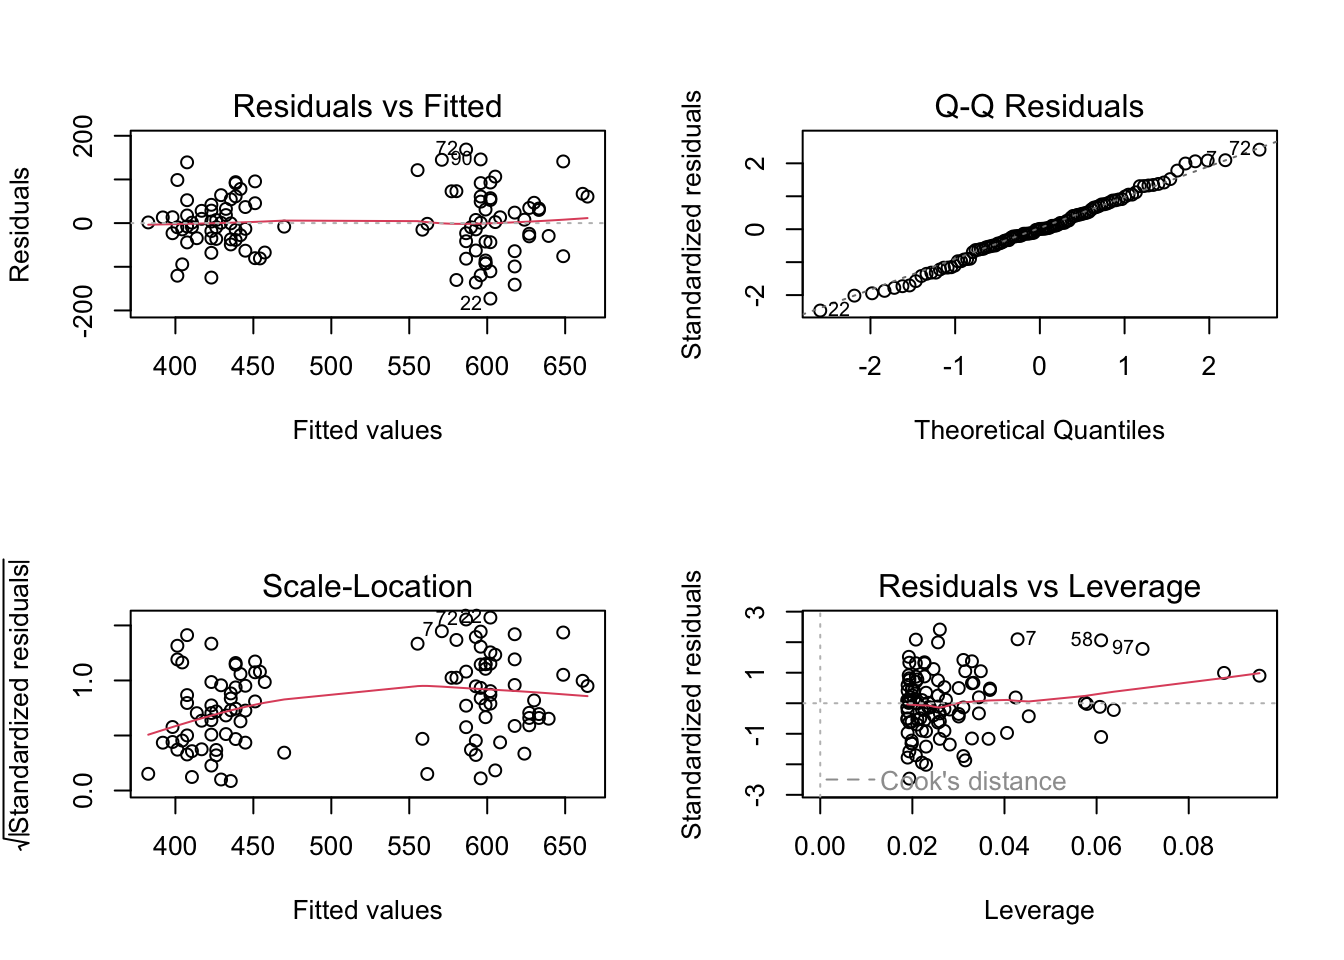 Residuals vs Fitted
Residuals
200
0
-200
72
90
22
400 450 500 550 600 650
Fitted values
Q-Q Residuals
Standardized residuals
2
0
-2
7
72
22
-2 -1 0 1 2
Theoretical Quantiles
Scale-Location
√|Standardized residuals|
1.0
0.0
7
72
22
400 450 500 550 600 650
Fitted values
Residuals vs Leverage
Standardized residuals
3
1
-1
-3
7
58
97
Cook's distance
0.00 0.02 0.04 0.06 0.08
Leverage